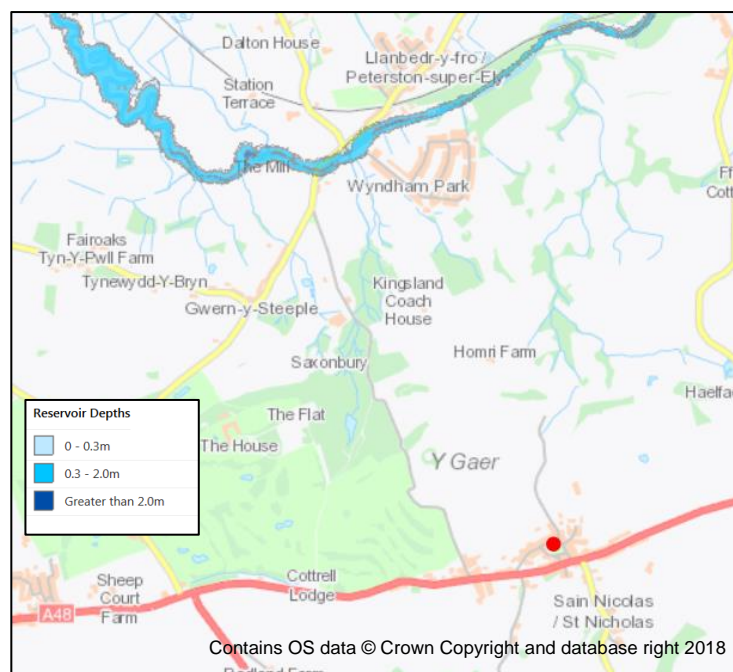 Dalton House
Llanbedr-y-fro /
Peterston-super-Ely
Station
Terrace
The Mill
Wyndham Park
Fairoaks
Tyn-Y-Pwll Farm
Tynewydd-Y-Bryn
Gwern-y-Steeple
Kingsland
Coach
House
Saxonbury
Homri Farm
Haelfa
The Flat
The House
Y Gaer
Reservoir Depths
0 - 0.3m
0.3 - 2.0m
Greater than 2.0m
Sheep
Court
Farm
A48
Cottrell
Lodge
Sain Nicolas
/ St Nicholas
Contains OS data © Crown Copyright and database right 2018